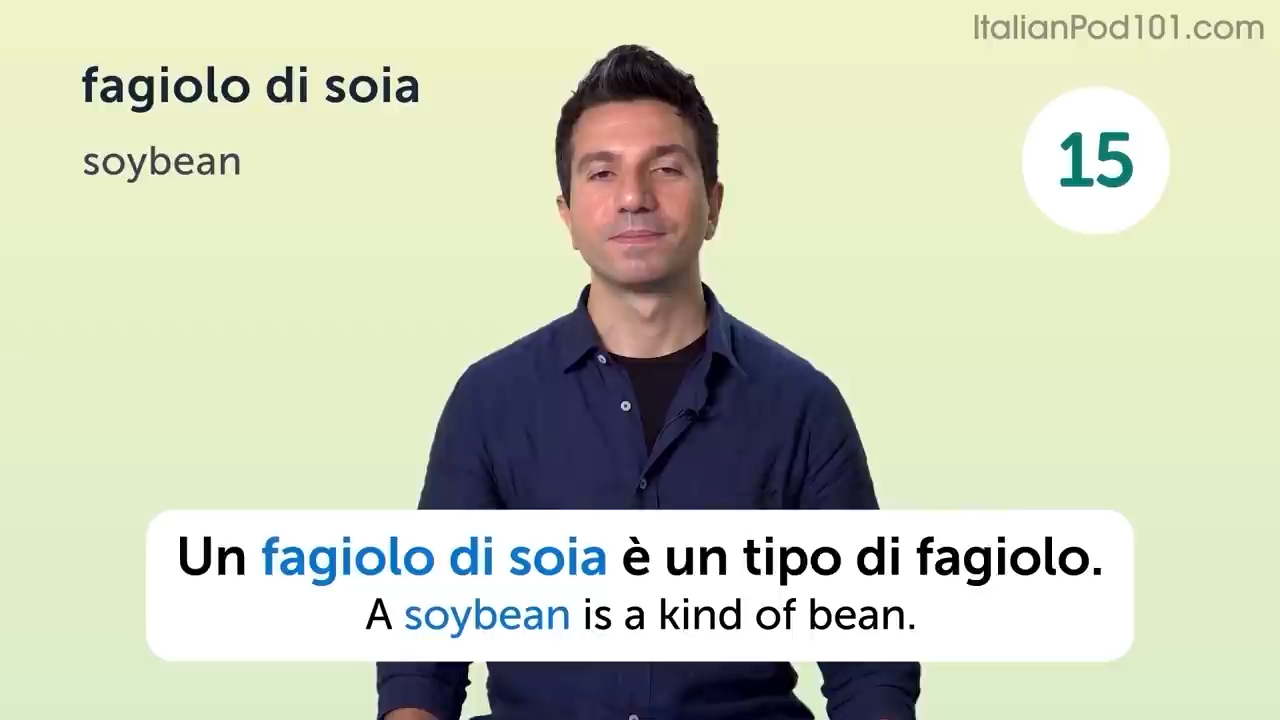 ItalianPod101.com
fagiolo di soia
soybean
15
Un fagiolo di soia è un tipo di fagiolo.
A soybean is a kind of bean.